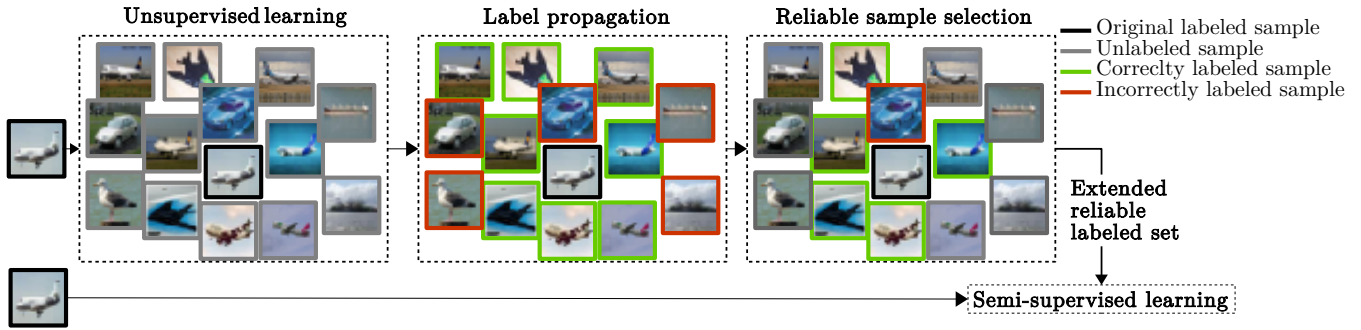 Unsupervised learning
Label propagation
Reliable sample selection
Original labeled sample
Unlabeled sample
Correclty labeled sample
Incorrectly labeled sample
Extended
reliable
labeled set
Semi-supervised learning